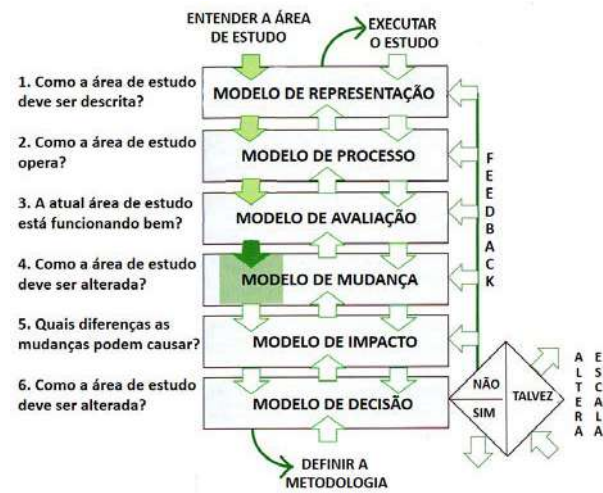 ENTENDER A ÁREA
DE ESTUDO
EXECUTAR
O ESTUDO
1. Como a área de estudo
deve ser descrita?
MODELO DE REPRESENTAÇÃO
2. Como a área de estudo
opera?
MODELO DE PROCESSO
3. A atual área de estudo
está funcionando bem?
MODELO DE AVALIAÇÃO
4. Como a área de estudo
deve ser alterada?
MODELO DE MUDANÇA
5. Quais diferenças as
mudanças podem causar?
MODELO DE IMPACTO
6. Como a área de estudo
deve ser alterada?
MODELO DE DECISÃO
FEEDBACK
NÃO
SIM
TALVEZ
ALTERA
ESCALA
DEFINIR A
METODOLOGIA